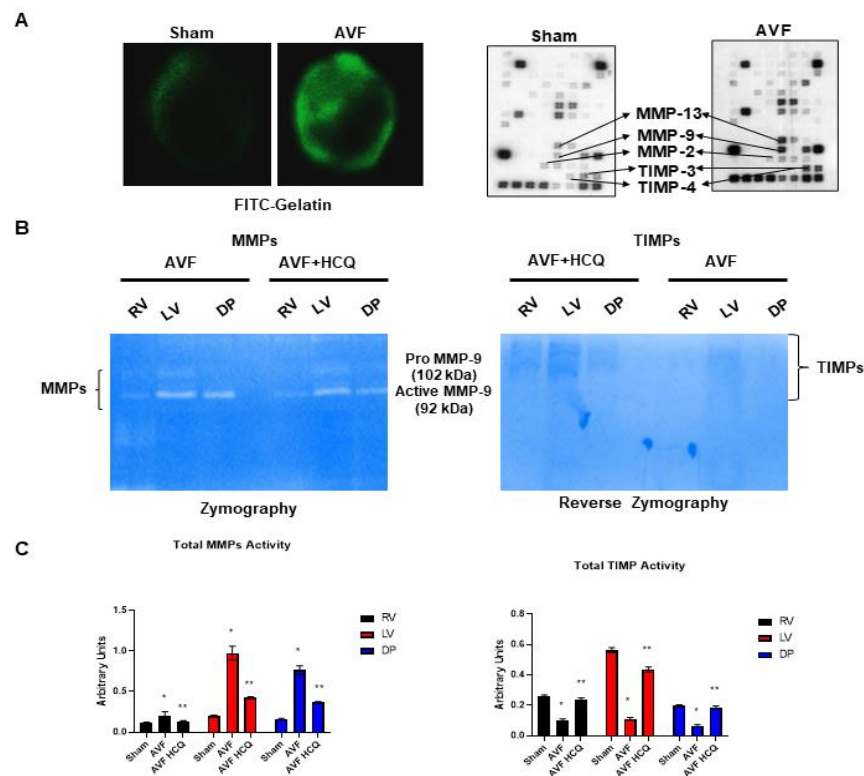 A
Sham
AVF
FITC-Gelatin
Sham
AVF
MMP-13
MMP-9
MMP-2
TIMP-3
TIMP-4
B
MMPs
AVF
AVF+HCQ
RV
LV
DP
RV
LV
DP
MMPs
Pro MMP-9
(102 kDa)
Active MMP-9
(92 kDa)
Zymography
TIMPs
AVF+HCQ
AVF
RV
LV
DP
RV
LV
DP
TIMPs
Reverse Zymography
C
Total MMPs Activity
Arbitrary Units
1.5
1.0
0.5
0.0
*
**
*
**
*
**
Sham
AVF
AVF HCQ
Sham
AVF
AVF HCQ
Sham
AVF
AVF HCQ
RV
LV
DP
Total TIMP Activity
Arbitrary Units
0.8
0.6
0.4
0.2
0.0
*
**
*
**
*
**
Sham
AVF
AVF HCQ
Sham
AVF
AVF HCQ
Sham
AVF
AVF HCQ
RV
LV
DP